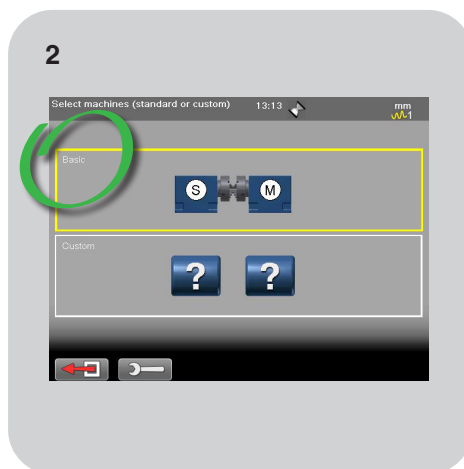 2
Select machines (standard or custom) 13:13 mm
1
Basic
S M
Custom
? ?